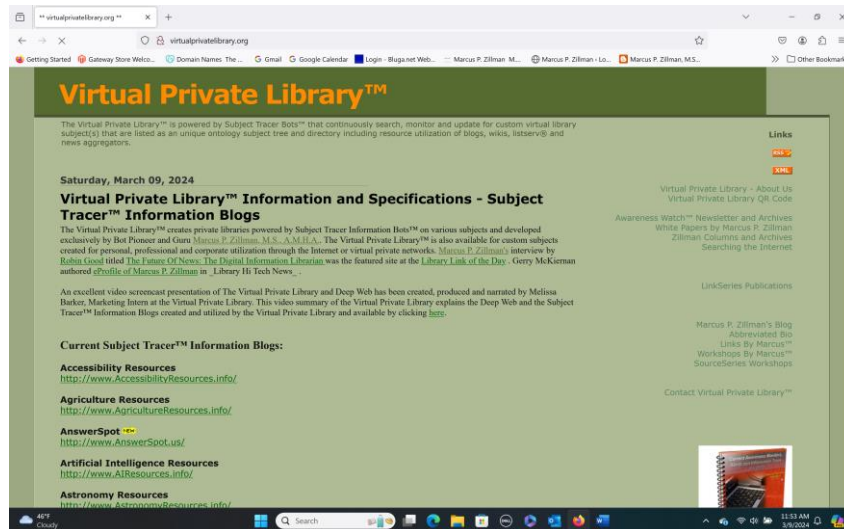 ** virtualprivatelibrary.org **
virtualprivatelibrary.org
Getting Started
Gateway Store Welco...
Domain Names The ...
Gmail
Google Calendar
Login - Bluga.net Web...
Marcus P. Zillman M...
Marcus P. Zillman - Lo...
Marcus P. Zillman, M.S...
Other Bookmark
Virtual Private Library™
The Virtual Private Library™ is powered by Subject Tracer Bots™ that continuously search, monitor and update for custom virtual library
subject(s) that are listed as an unique ontology subject tree and directory including resource utilization of blogs, wikis, listserv® and
news aggregators.
Links
RSS
XML
Virtual Private Library - About Us
Virtual Private Library QR Code
Awareness Watch™ Newsletter and Archives
White Papers by Marcus P. Zillman
Zillman Columns and Archives
Searching the Internet
LinkSeries Publications
Marcus P. Zillman's Blog
Abbreviated Bio
Links By Marcus™
Workshops By Marcus™
SourceSeries Workshops
Contact Virtual Private Library™
Saturday, March 09, 2024
Virtual Private Library™ Information and Specifications - Subject
Tracer™ Information Blogs
The Virtual Private Library™ creates private libraries powered by Subject Tracer Information Bots™ on various subjects and developed
exclusively by Bot Pioneer and Guru Marcus P. Zillman, M.S., A.M.H.A.. The Virtual Private Library™ is also available for custom subjects
created for personal, professional and corporate utilization through the Internet or virtual private networks. Marcus P. Zillman's interview by
Robin Good titled The Future Of News: The Digital Information Librarian was the featured site at the Library Link of the Day . Gerry McKiernan
authored eProfile of Marcus P. Zillman in _Library Hi Tech News_ .
An excellent video screencast presentation of The Virtual Private Library and Deep Web has been created, produced and narrated by Melissa
Barker, Marketing Intern at the Virtual Private Library. This video summary of the Virtual Private Library explains the Deep Web and the Subject
Tracer™ Information Blogs created and utilized by the Virtual Private Library and available by clicking here.
Current Subject Tracer™ Information Blogs:
Accessibility Resources
http://www.AccessibilityResources.info/
Agriculture Resources
http://www.AgricultureResources.info/
AnswerSpot NEW
http://www.AnswerSpot.us/
Artificial Intelligence Resources
http://www.AIResources.info/
Astronomy Resources
http://www.AstronomyResources.info/
46°F
Cloudy
Search
11:53 AM
3/9/2024